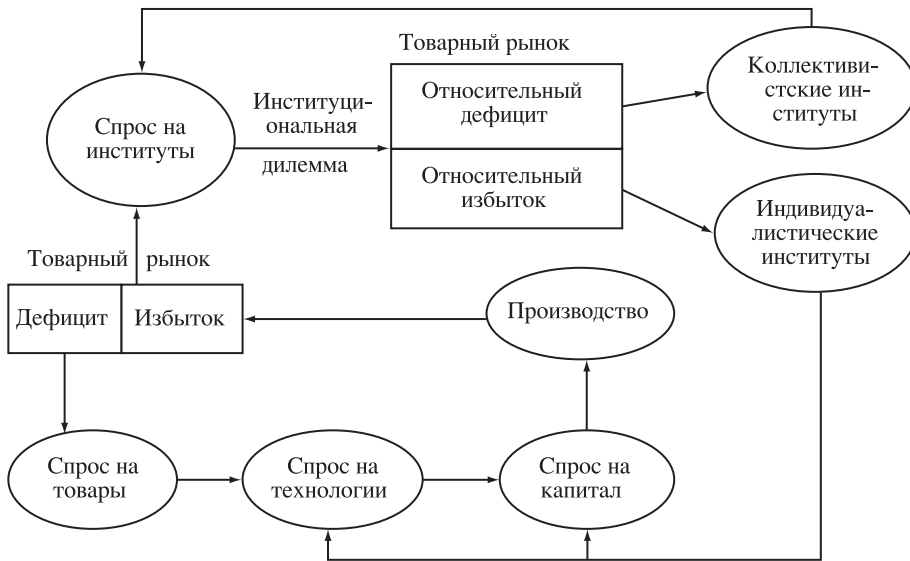 Товарный рынок
Коллективи-
стские ин-
ституты
Спрос на
институты
Институци-
ональная
дилемма
Относительный
дефицит
Относительный
избыток
Индивидуа-
листические
институты
Товарный рынок
Дефицит
Избыток
Производство
Спрос на
товары
Спрос на
технологии
Спрос на
капитал